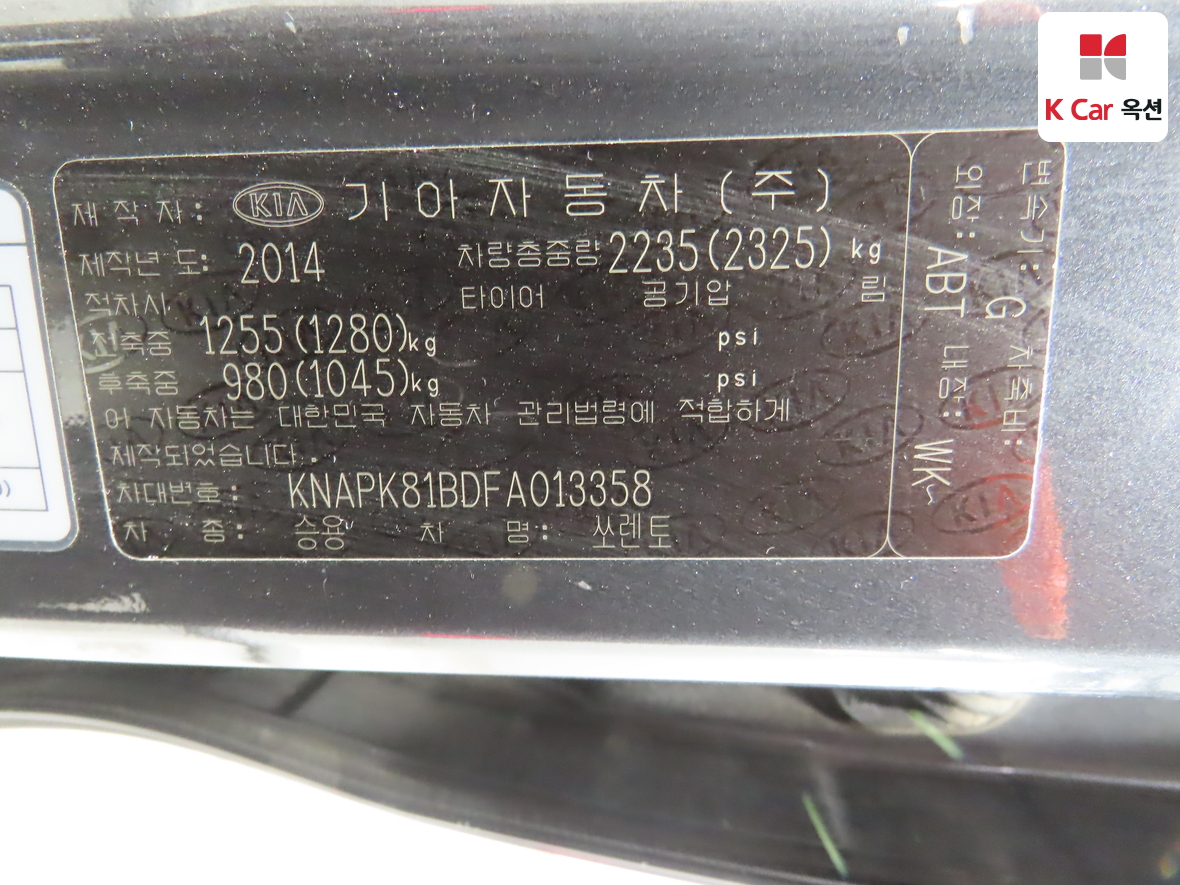 K Car 옥션
제 작 자 : KIA 기아자동차(주)
제작년 도: 2014 차량총중량 2235(2325) kg
적차시 타이어 공기압 림
전축중 1255(1280)kg psi
후축중 980(1045)kg psi
이 자동차는 대한민국 자동차 관리법령에 적합하게
제작되었습니다.
차대번호: KNAPK81BDFA013358
차 종: 승용 차 명: 쏘렌토
변속기: G 차축비:
외장: ABT 내장: WK